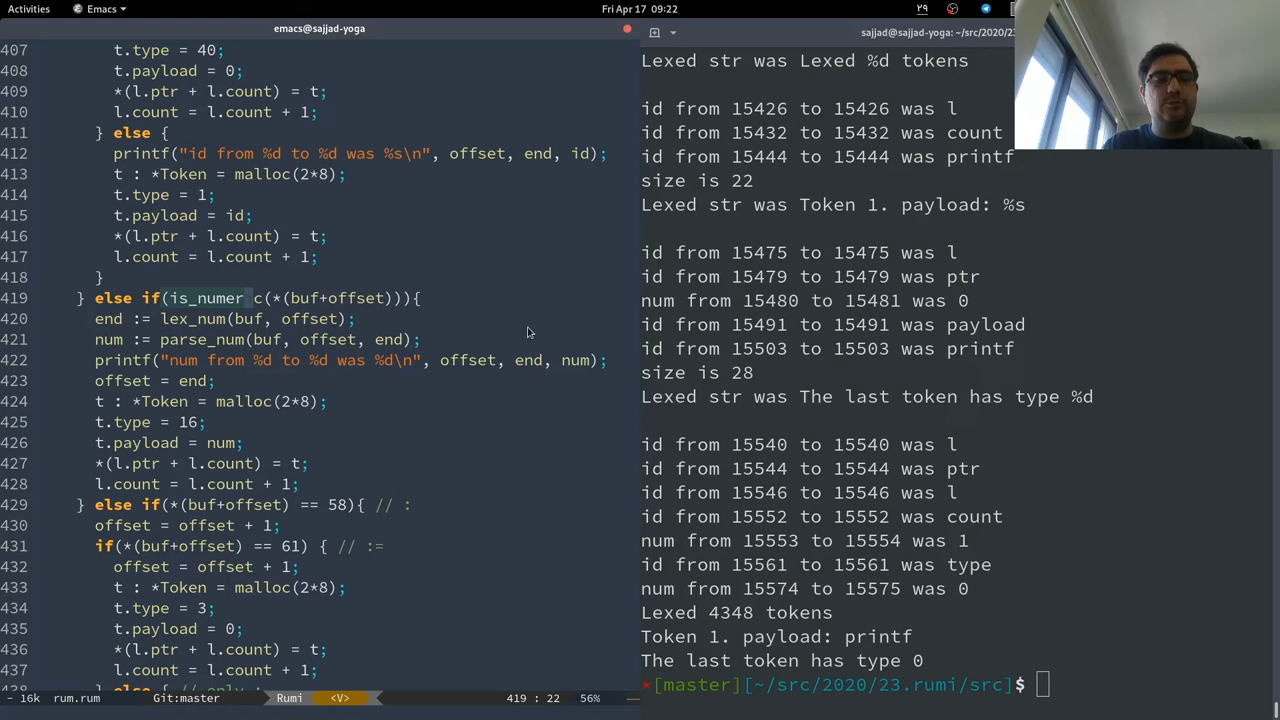 Activities
Emacs
Fri Apr 17 09:22
۲۹
emacs@sajjad-yoga
407 t.type = 40;
408 t.payload = 0;
409 *(l.ptr + l.count) = t;
410 l.count = l.count + 1;
411 } else {
412 printf("id from %d to %d was %s\n", offset, end, id);
413 t : *Token = malloc(2*8);
414 t.type = 1;
415 t.payload = id;
416 *(l.ptr + l.count) = t;
417 l.count = l.count + 1;
418 }
419 } else if(is_numeric(*(buf+offset))){
420 end := lex_num(buf, offset);
421 num := parse_num(buf, offset, end);
422 printf("num from %d to %d was %d\n", offset, end, num);
423 offset = end;
424 t : *Token = malloc(2*8);
425 t.type = 16;
426 t.payload = num;
427 *(l.ptr + l.count) = t;
428 l.count = l.count + 1;
429 } else if(*(buf+offset) == 58){ // :
430 offset = offset + 1;
431 if(*(buf+offset) == 61) { // :=
432 offset = offset + 1;
433 t : *Token = malloc(2*8);
434 t.type = 3;
435 t.payload = 0;
436 *(l.ptr + l.count) = t;
437 l.count = l.count + 1;
438 } else { // only :
- 16k rum.rum Git:master Rumi <V> 419 : 22 56%
sajjad@sajjad-yoga: ~/src/2020/23
Lexed str was Lexed %d tokens
id from 15426 to 15426 was l
id from 15432 to 15432 was count
id from 15444 to 15444 was printf
size is 22
Lexed str was Token 1. payload: %s
id from 15475 to 15475 was l
id from 15479 to 15479 was ptr
num from 15480 to 15481 was 0
id from 15491 to 15491 was payload
id from 15503 to 15503 was printf
size is 28
Lexed str was The last token has type %d
id from 15540 to 15540 was l
id from 15544 to 15544 was ptr
id from 15546 to 15546 was l
id from 15552 to 15552 was count
num from 15553 to 15554 was 1
id from 15561 to 15561 was type
num from 15574 to 15575 was 0
Lexed 4348 tokens
Token 1. payload: printf
The last token has type 0
*[master][~/src/2020/23.rumi/src]$